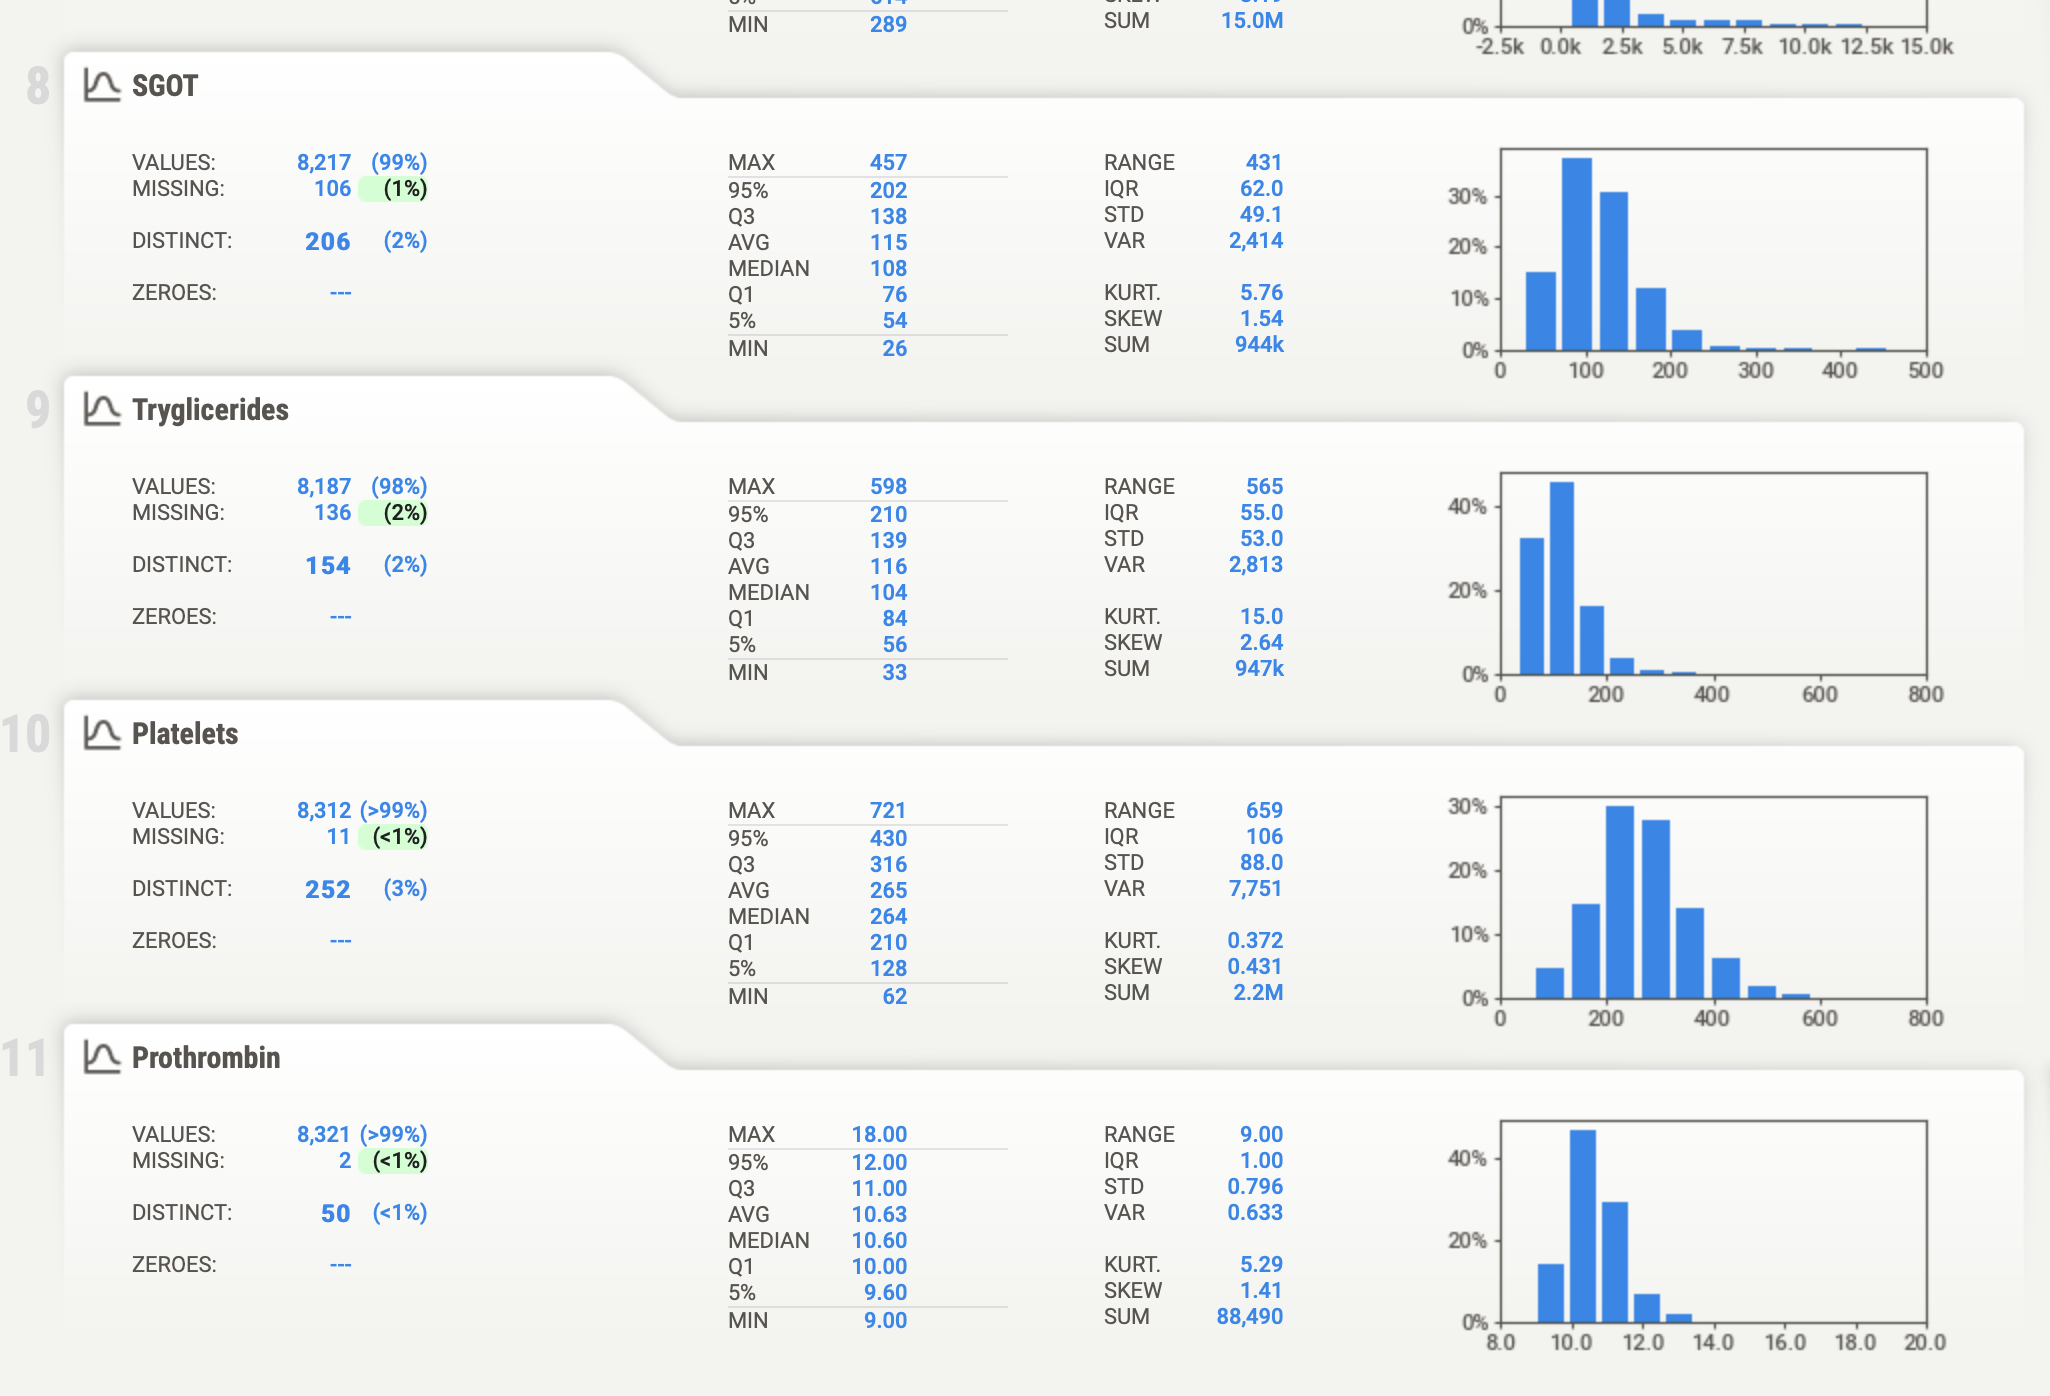 MIN 289
SUM 15.0M
0%
-2.5k 0.0k 2.5k 5.0k 7.5k 10.0k 12.5k 15.0k
8
SGOT
VALUES: 8,217 (99%)
MISSING: 106 (1%)
DISTINCT: 206 (2%)
ZEROES: ---
MAX 457
95% 202
Q3 138
AVG 115
MEDIAN 108
Q1 76
5% 54
MIN 26
RANGE 431
IQR 62.0
STD 49.1
VAR 2,414
KURT. 5.76
SKEW 1.54
SUM 944k
30%
20%
10%
0%
0 100 200 300 400 500
9
Tryglicerides
VALUES: 8,187 (98%)
MISSING: 136 (2%)
DISTINCT: 154 (2%)
ZEROES: ---
MAX 598
95% 210
Q3 139
AVG 116
MEDIAN 104
Q1 84
5% 56
MIN 33
RANGE 565
IQR 55.0
STD 53.0
VAR 2,813
KURT. 15.0
SKEW 2.64
SUM 947k
40%
20%
0%
0 200 400 600 800
10
Platelets
VALUES: 8,312 (>99%)
MISSING: 11 (<1%)
DISTINCT: 252 (3%)
ZEROES: ---
MAX 721
95% 430
Q3 316
AVG 265
MEDIAN 264
Q1 210
5% 128
MIN 62
RANGE 659
IQR 106
STD 88.0
VAR 7,751
KURT. 0.372
SKEW 0.431
SUM 2.2M
30%
20%
10%
0%
0 200 400 600 800
11
Prothrombin
VALUES: 8,321 (>99%)
MISSING: 2 (<1%)
DISTINCT: 50 (<1%)
ZEROES: ---
MAX 18.00
95% 12.00
Q3 11.00
AVG 10.63
MEDIAN 10.60
Q1 10.00
5% 9.60
MIN 9.00
RANGE 9.00
IQR 1.00
STD 0.796
VAR 0.633
KURT. 5.29
SKEW 1.41
SUM 88,490
40%
20%
0%
8.0 10.0 12.0 14.0 16.0 18.0 20.0